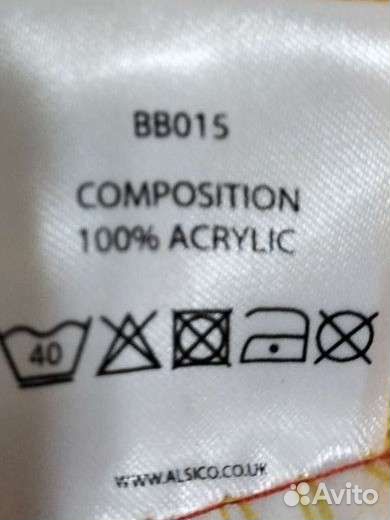 BB015
COMPOSITION
100% ACRYLIC
40
WWW.ALSICO.CO.UK
Avito